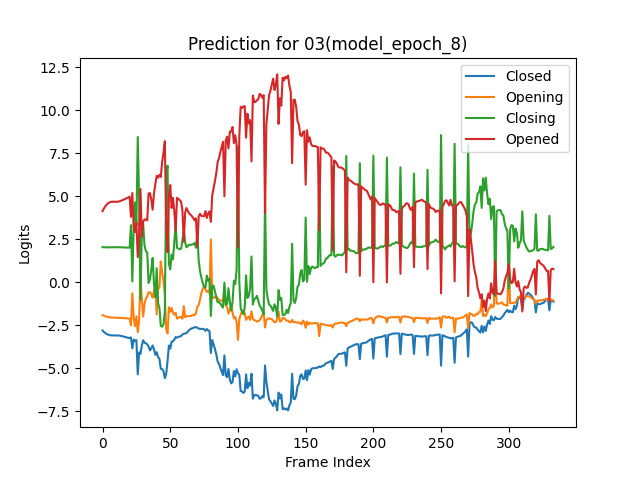 Prediction for 03(model_epoch_8)
12.5
10.0
7.5
5.0
2.5
0.0
−2.5
−5.0
−7.5
Logits
Closed
Opening
Closing
Opened
0 50 100 150 200 250 300
Frame Index